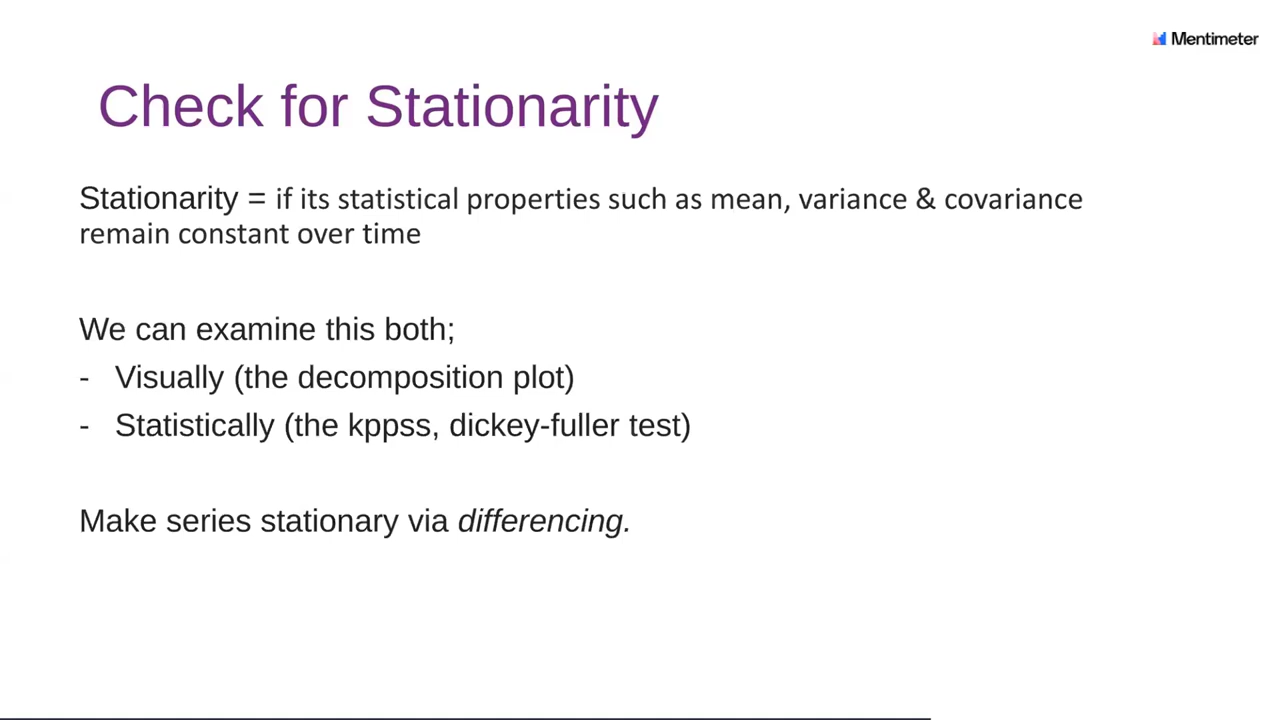 Mentimeter
Check for Stationarity
Stationarity = if its statistical properties such as mean, variance & covariance
remain constant over time
We can examine this both;
- Visually (the decomposition plot)
- Statistically (the kppss, dickey-fuller test)
Make series stationary via differencing.